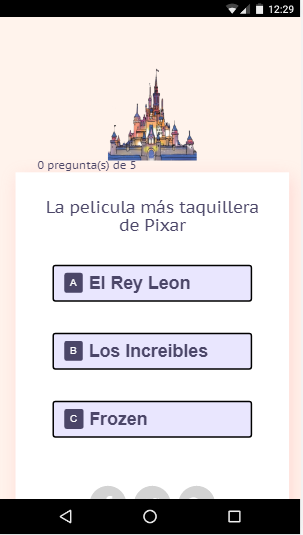 12:29
0 pregunta(s) de 5
La pelicula más taquillera
de Pixar
A El Rey Leon
B Los Increibles
C Frozen